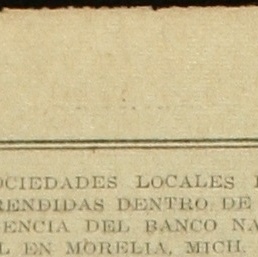 OCIEDADES LOCALES
RENDIDAS DENTRO DE
ENCIA DEL BANCO NA
L EN MORELIA, MICH.